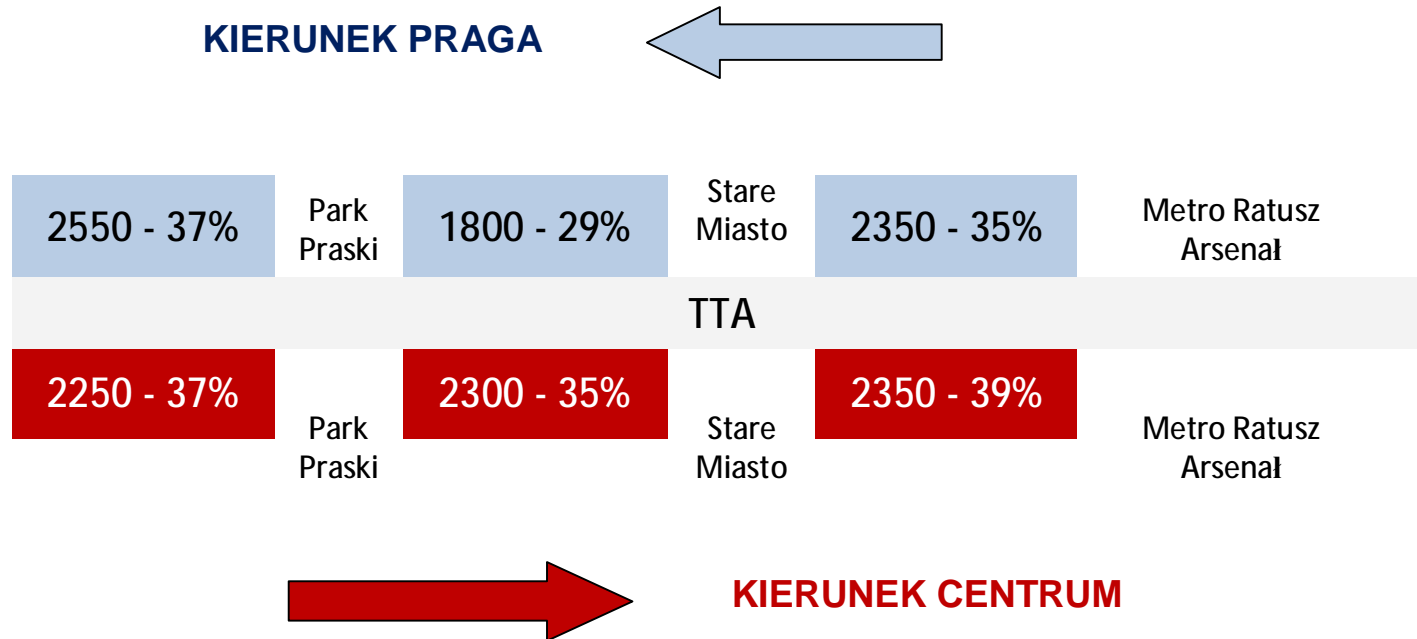 KIERUNEK PRAGA
2550 - 37%
Park
Praski
1800 - 29%
Stare
Miasto
2350 - 35%
Metro Ratusz
Arsenał
TTA
2250 - 37%
Park
Praski
2300 - 35%
Stare
Miasto
2350 - 39%
Metro Ratusz
Arsenał
KIERUNEK CENTRUM